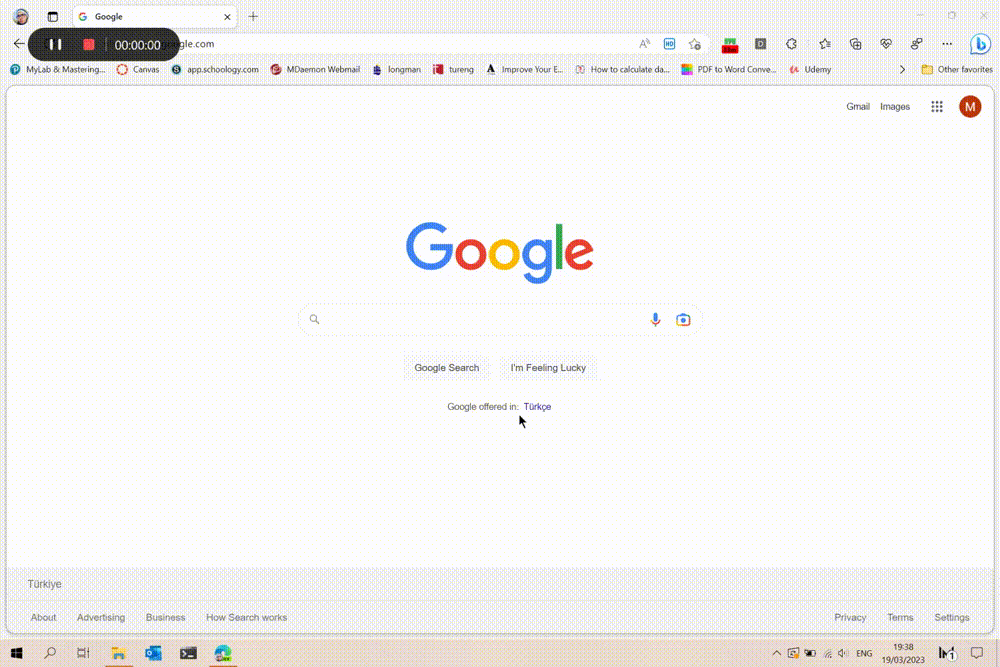 Google
00:00:00
gle.com
MyLab & Mastering...
Canvas
app.schoology.com
MDaemon Webmail
longman
tureng
Improve Your E...
How to calculate da...
PDF to Word Conve...
Udemy
Other favorites
Gmail
Images
M
Google
Google Search
I'm Feeling Lucky
Google offered in: Türkçe
Türkiye
About
Advertising
Business
How Search works
Privacy
Terms
Settings
ENG
19:38
19/03/2023